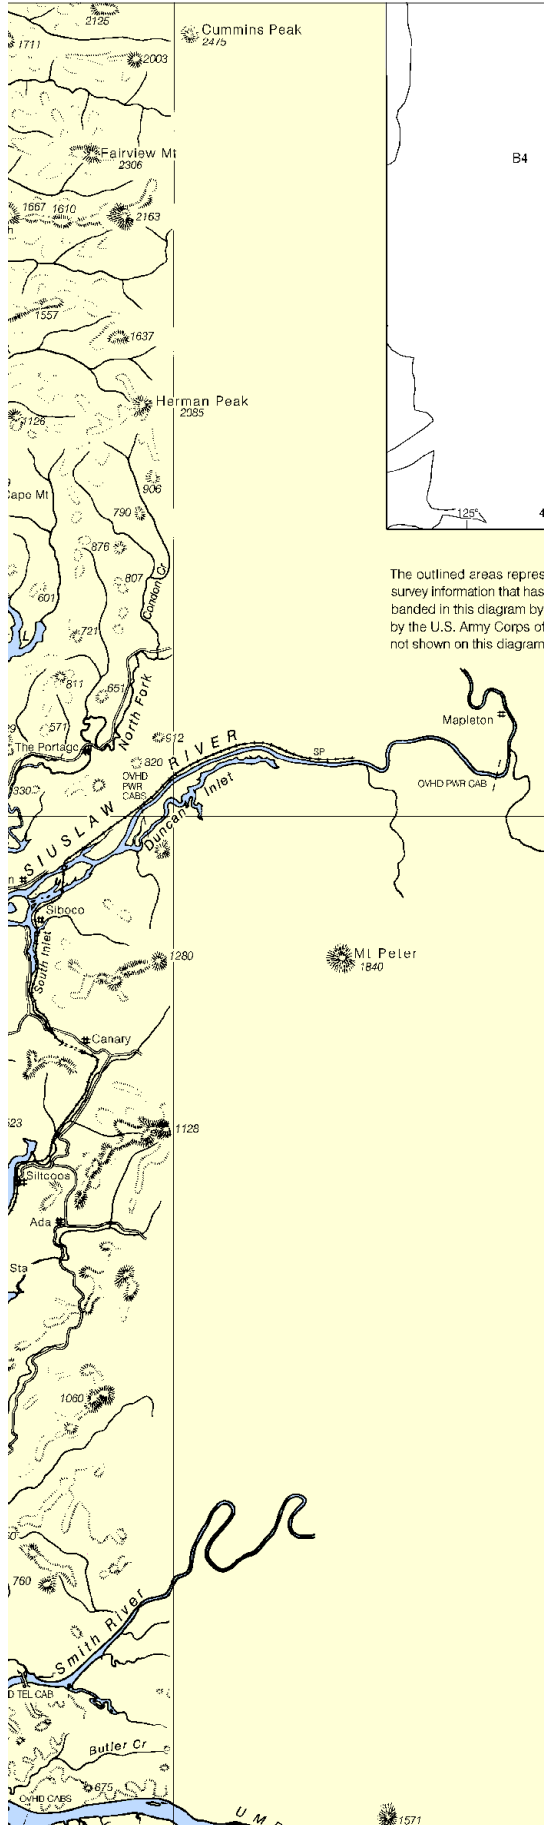 2125
Cummins Peak
2475
1711
2003
Fairview Mt
2306
B4
1667
1610
2163
h
1557
1637
Herman Peak
2085
1126
906
Cape Mt
790
125°
4
876
807
Condon Cr
601
721
L
The outlined areas repres
survey information that has
banded in this diagram by
by the U.S. Army Corps of
not shown on this diagram
811
651
North Fork
Mapleton
571
912
The Portage
SIUSLAW RIVER
SP
820
OVHD
PWR
CABS
OVHD PWR CAB
330
Duncan Inlet
n
Siboco
South Inlet
1280
Mt Peter
1840
Canary
523
1128
Siltcoos
Ada
Sta
1060
760
Smith River
D TEL CAB
Butler Cr
675
OVHD CABS
UMP
1571